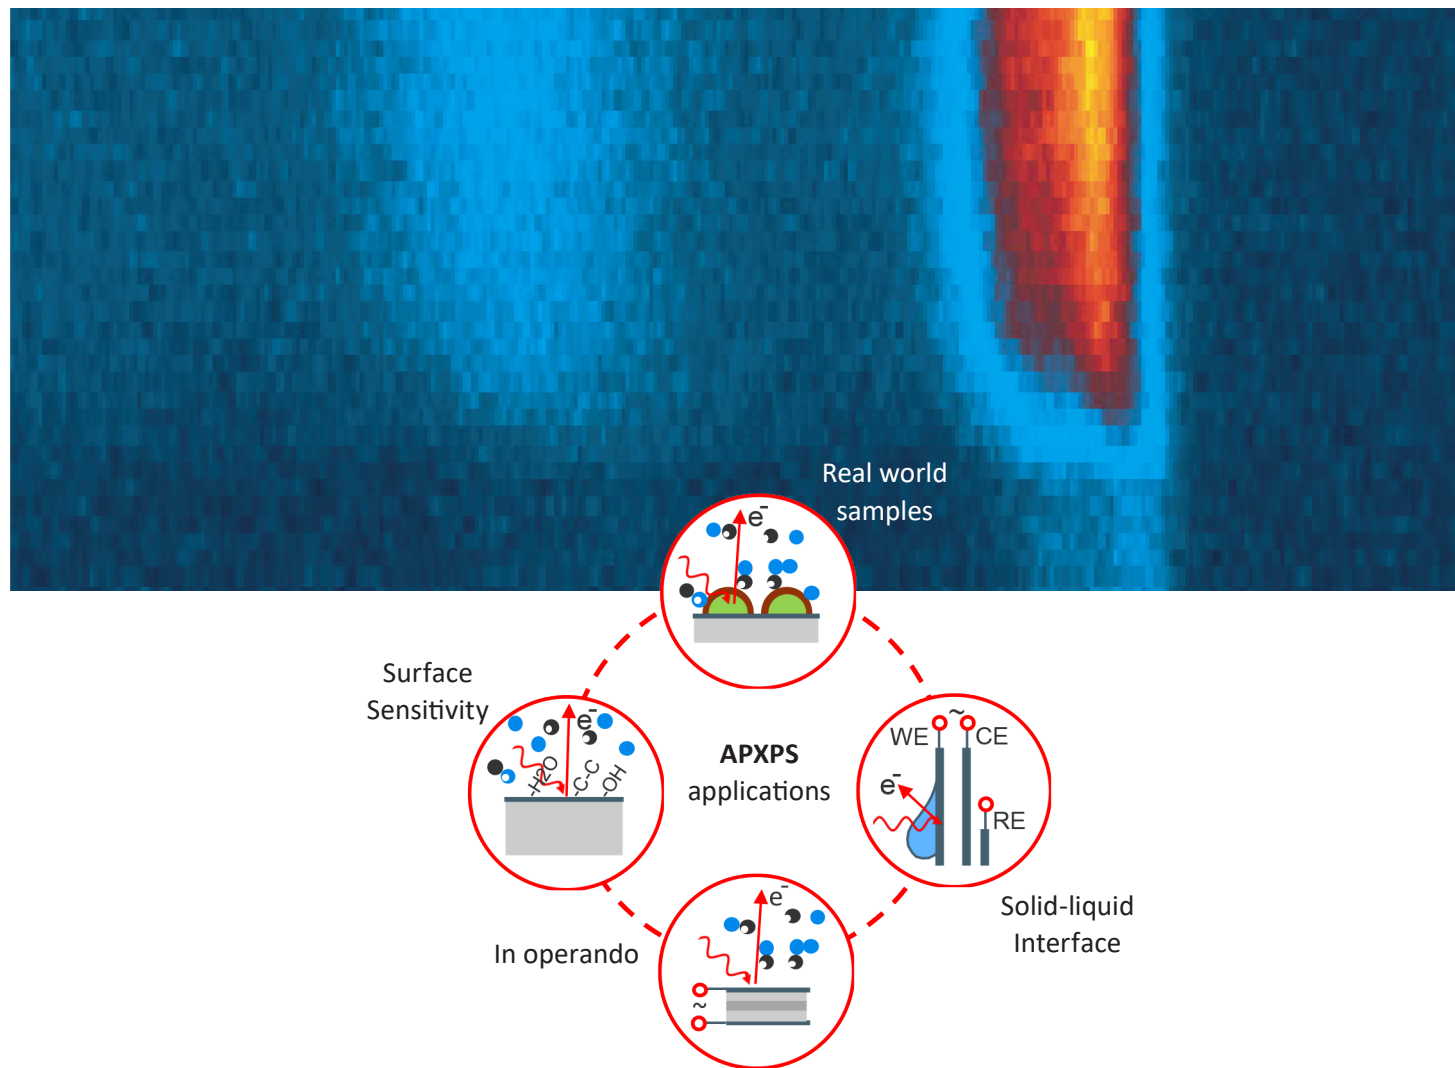 Real world
samples
e-
Surface
Sensitivity
e-
-H2O
-C-C
-OH
APXPS
applications
WE
~
CE
e-
RE
Solid-liquid
Interface
In operando
e-
~